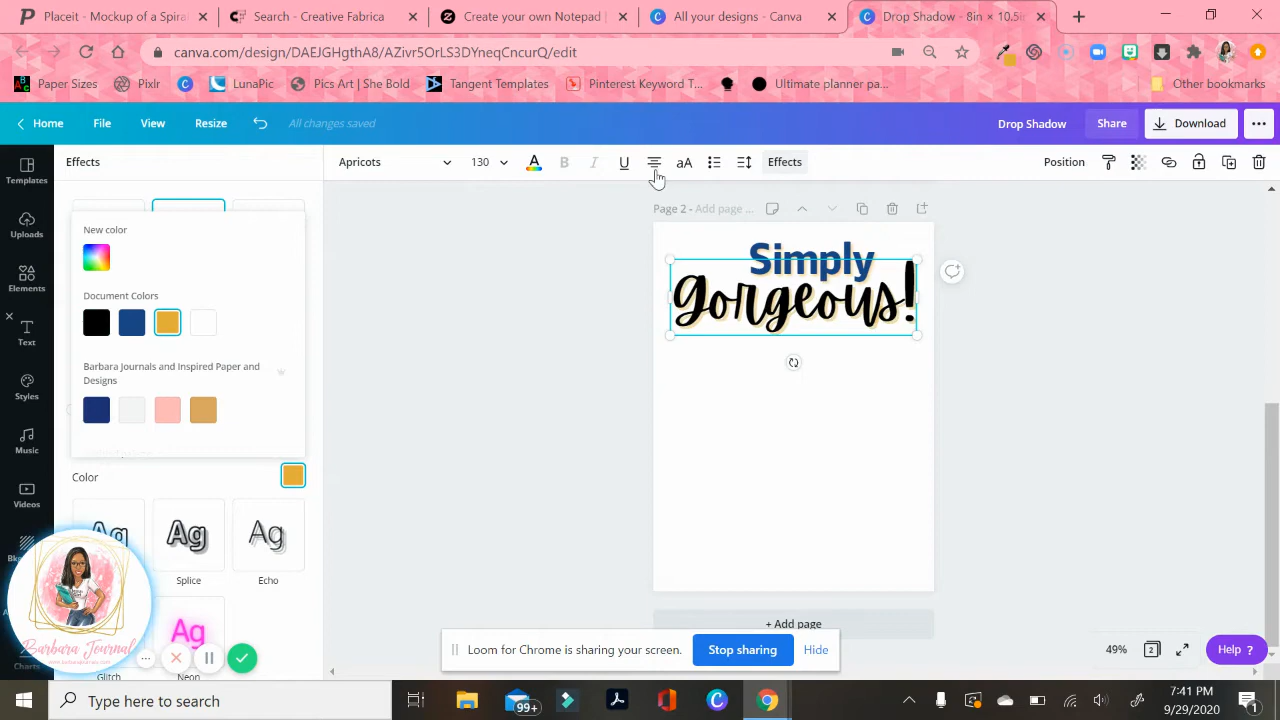 Placeit - Mockup of a Spira
Search - Creative Fabrica
Create your own Notepad |
All your designs - Canva
Drop Shadow - 8in × 10.5in
canva.com/design/DAEJGHgthA8/AZivr5OrLS3DYneqCncurQ/edit
Paper Sizes
Pixlr
LunaPic
Pics Art | She Bold
Tangent Templates
Pinterest Keyword T...
Ultimate planner pa...
Other bookmarks
Home
File
View
Resize
All changes saved
Drop Shadow
Share
Download
Templates
Effects
Apricots
130
A
B
I
U
aA
Effects
Position
Uploads
Elements
Text
Styles
Music
Videos
New color
Document Colors
Barbara Journals and Inspired Paper and
Designs
Color
Ag
Ag
Ag
Splice
Echo
Ag
Glitch
Neon
Page 2 - Add page ...
Simply
gorgeous!
+ Add page
Barbara Journal
Charts
Loom for Chrome is sharing your screen.
Stop sharing
Hide
49%
2
Help ?
Type here to search
99+
7:41 PM
9/29/2020
1